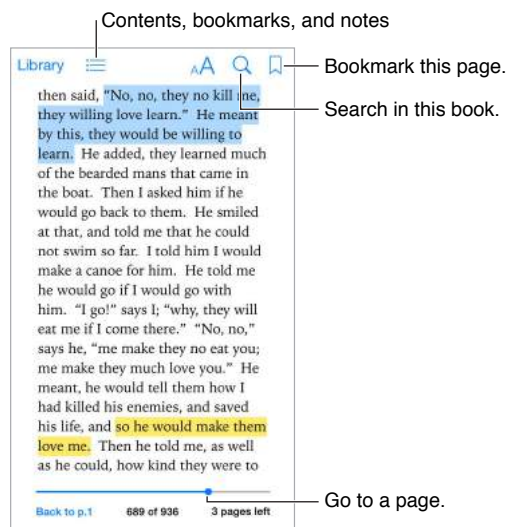 Contents, bookmarks, and notes
Library AA
Bookmark this page.
Search in this book.
then said, “No, no, they no kill me,
they willing love learn.” He meant
by this, they would be willing to
learn. He added, they learned much
of the bearded mans that came in
the boat. Then I asked him if he
would go back to them. He smiled
at that, and told me that he could
not swim so far. I told him I would
make a canoe for him. He told me
he would go if I would go with
him. “I go!” says I; “why, they will
eat me if I come there.” “No, no,”
says he, “me make they no eat you;
me make they much love you.” He
meant, he would tell them how I
had killed his enemies, and saved
his life, and so he would make them
love me. Then he told me, as well
as he could, how kind they were to
Go to a page.
Back to p.1 689 of 936 3 pages left